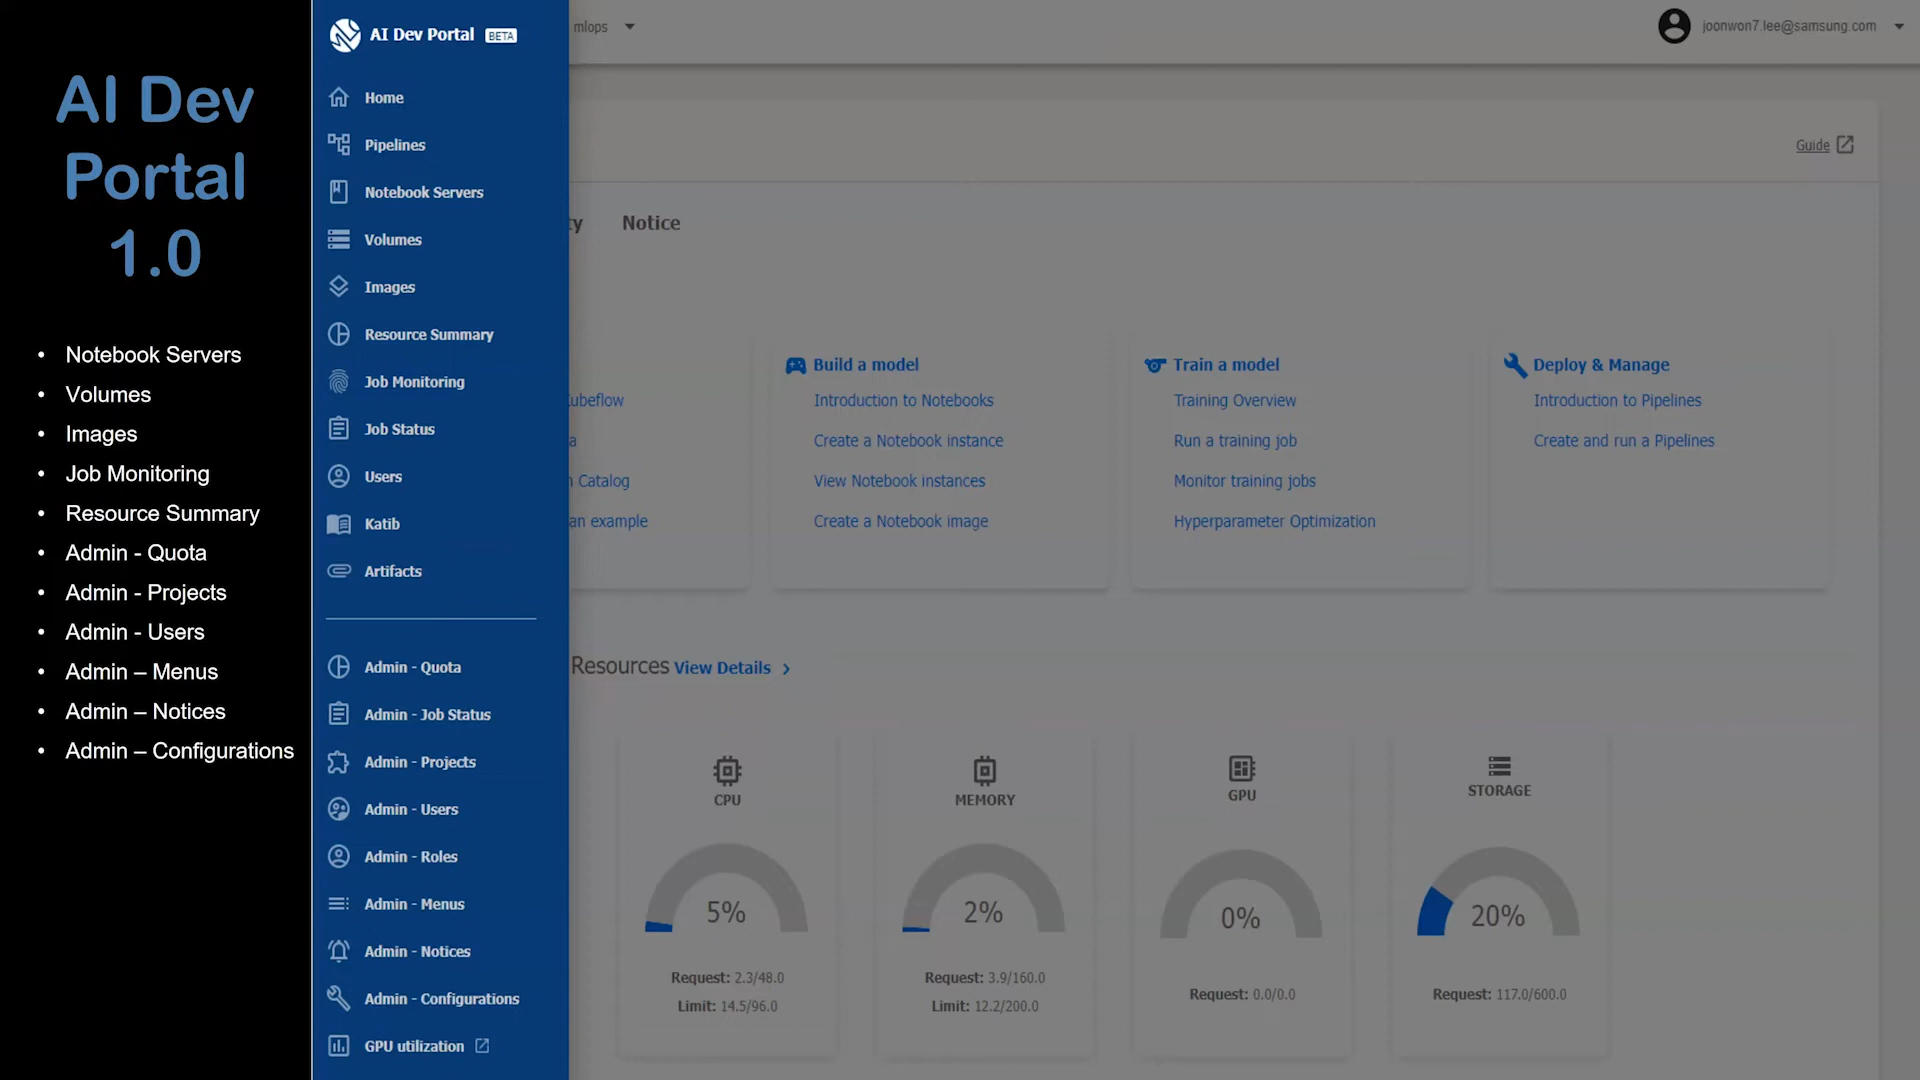 AI Dev
Portal
1.0
• Notebook Servers
• Volumes
• Images
• Job Monitoring
• Resource Summary
• Admin - Quota
• Admin - Projects
• Admin - Users
• Admin – Menus
• Admin – Notices
• Admin – Configurations
AI Dev Portal BETA
Home
Pipelines
Notebook Servers
Volumes
Images
Resource Summary
Job Monitoring
Job Status
Users
Katib
Artifacts
Admin - Quota
Admin - Job Status
Admin - Projects
Admin - Users
Admin - Roles
Admin - Menus
Admin - Notices
Admin - Configurations
GPU utilization
mlops
joonwon7.lee@samsung.com
Guide
ty Notice
Kubeflow
a
n Catalog
an example
Build a model
Introduction to Notebooks
Create a Notebook instance
View Notebook instances
Create a Notebook image
Train a model
Training Overview
Run a training job
Monitor training jobs
Hyperparameter Optimization
Deploy & Manage
Introduction to Pipelines
Create and run a Pipelines
Resources View Details
CPU
5%
Request: 2.3/48.0
Limit: 14.5/96.0
MEMORY
2%
Request: 3.9/160.0
Limit: 12.2/200.0
GPU
0%
Request: 0.0/0.0
STORAGE
20%
Request: 117.0/600.0